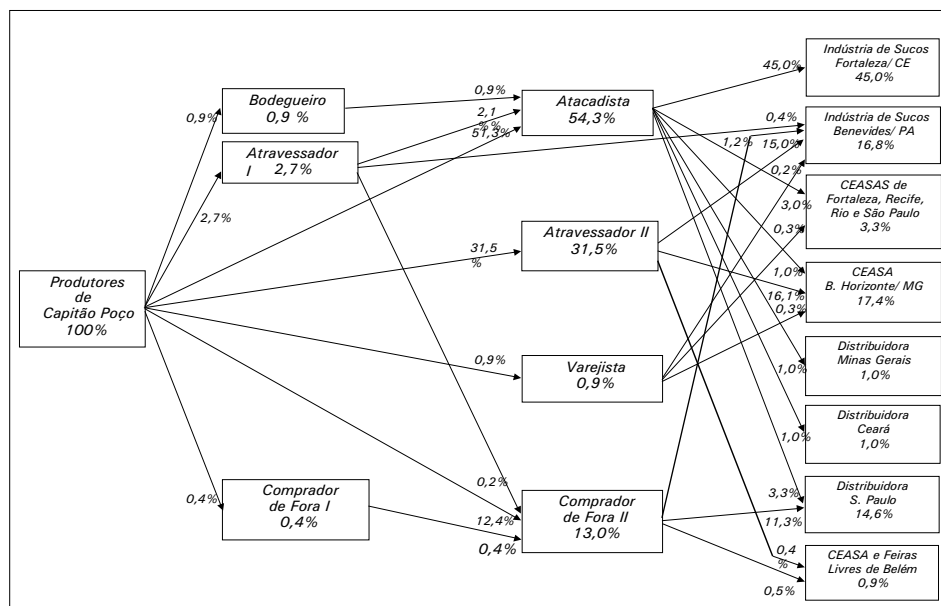 Produtores
de
Capitão Poço
100%
0,9%
2,7%
0,4%
Bodegueiro
0,9 %
Atravessador
I 2,7%
Comprador
de Fora I
0,4%
0,9%
2,1
%
51,3%
31,5
%
0,9%
0,2%
12,4%
0,4%
Atacadista
54,3%
Atravessador II
31,5%
Varejista
0,9%
Comprador
de Fora II
13,0%
45,0%
0,4%
1,2%
15,0%
0,2%
3,0%
0,3%
1,0%
16,1%
0,3%
1,0%
1,0%
3,3%
11,3%
0,4
%
0,5%
Indústria de Sucos
Fortaleza/ CE
45,0%
Indústria de Sucos
Benevides/ PA
16,8%
CEASAS de
Fortaleza, Recife,
Rio e São Paulo
3,3%
CEASA
B. Horizonte/ MG
17,4%
Distribuidora
Minas Gerais
1,0%
Distribuidora
Ceará
1,0%
Distribuidora
S. Paulo
14,6%
CEASA e Feiras
Livres de Belém
0,9%